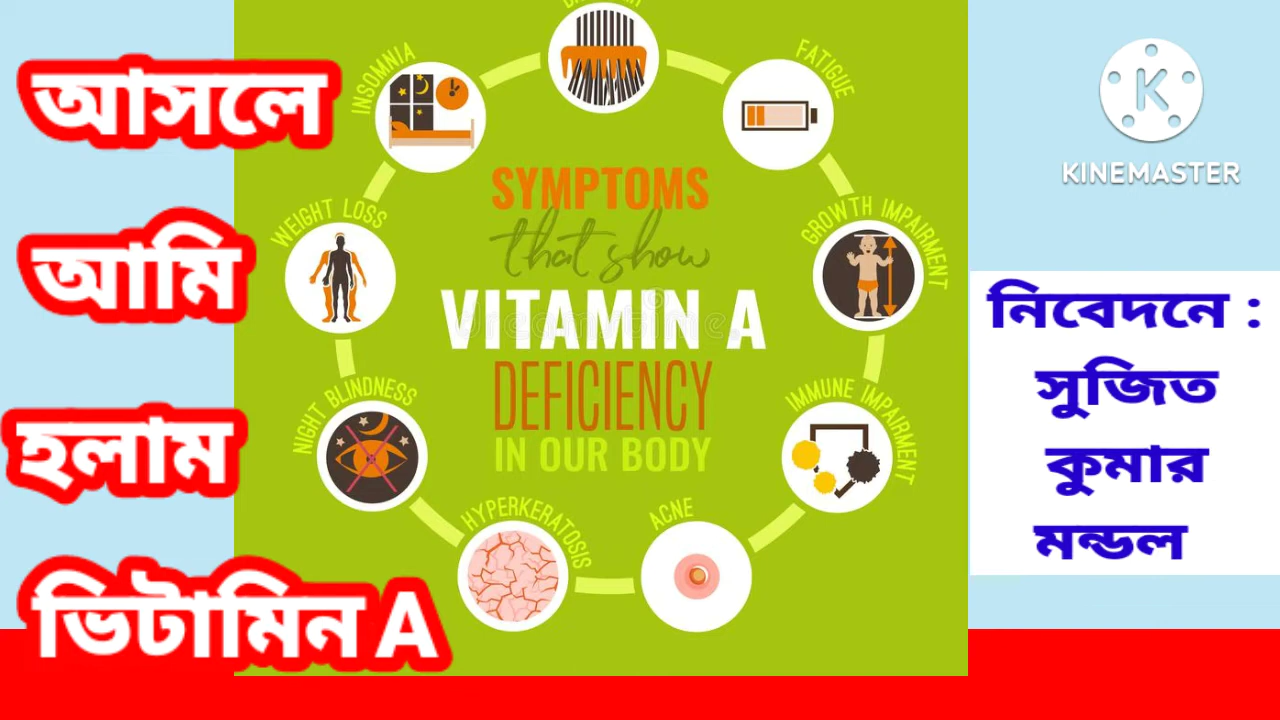 আসলে
আমি
হলাম
ভিটামিন A
INSOMNIA
FATIGUE
WEIGHT LOSS
GROWTH IMPAIRMENT
NIGHT BLINDNESS
IMMUNE IMPAIRMENT
HYPERKERATOSIS
ACNE
SYMPTOMS
that show
VITAMIN A
DEFICIENCY
IN OUR BODY
KINEMASTER
নিবেদনে :
সুজিত
কুমার
মন্ডল